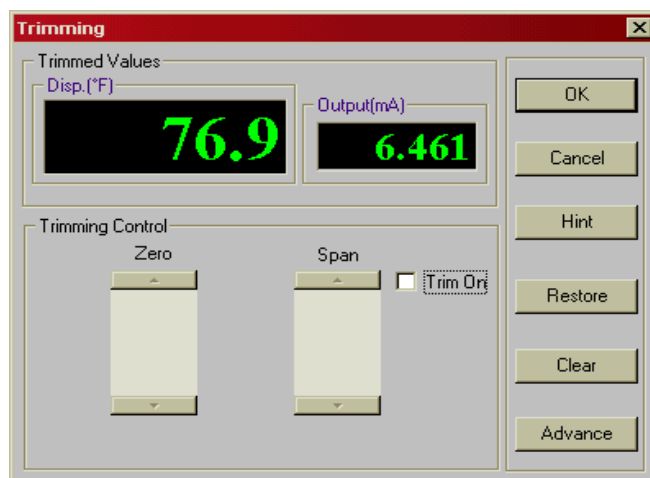 Trimming
Trimmed Values
Disp.(°F)
76.9
Output(mA)
6.461
Trimming Control
Zero
Span
Trim On
OK
Cancel
Hint
Restore
Clear
Advance